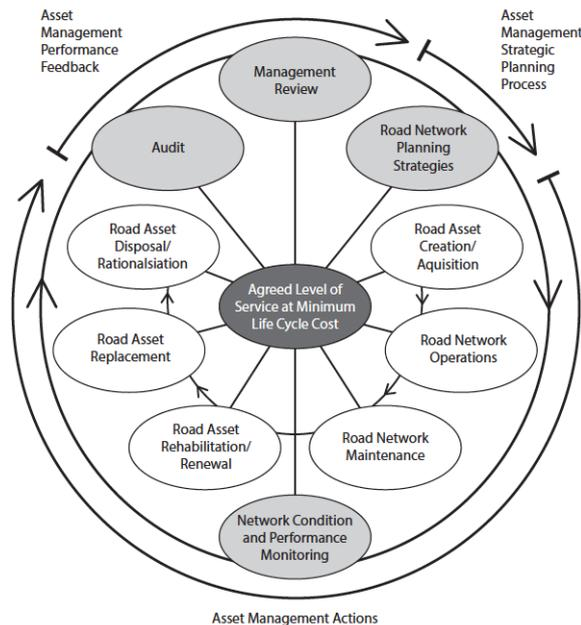 Asset
Management
Performance
Feedback
Asset
Management
Strategic
Planning
Process
Management
Review
Audit
Road Network
Planning
Strategies
Road Asset
Disposal/
Rationalsiation
Road Asset
Creation/
Aquisition
Agreed Level of
Service at Minimum
Life Cycle Cost
Road Asset
Replacement
Road Network
Operations
Road Asset
Rehabilitation/
Renewal
Road Network
Maintenance
Network Condition
and Performance
Monitoring
Asset Management Actions